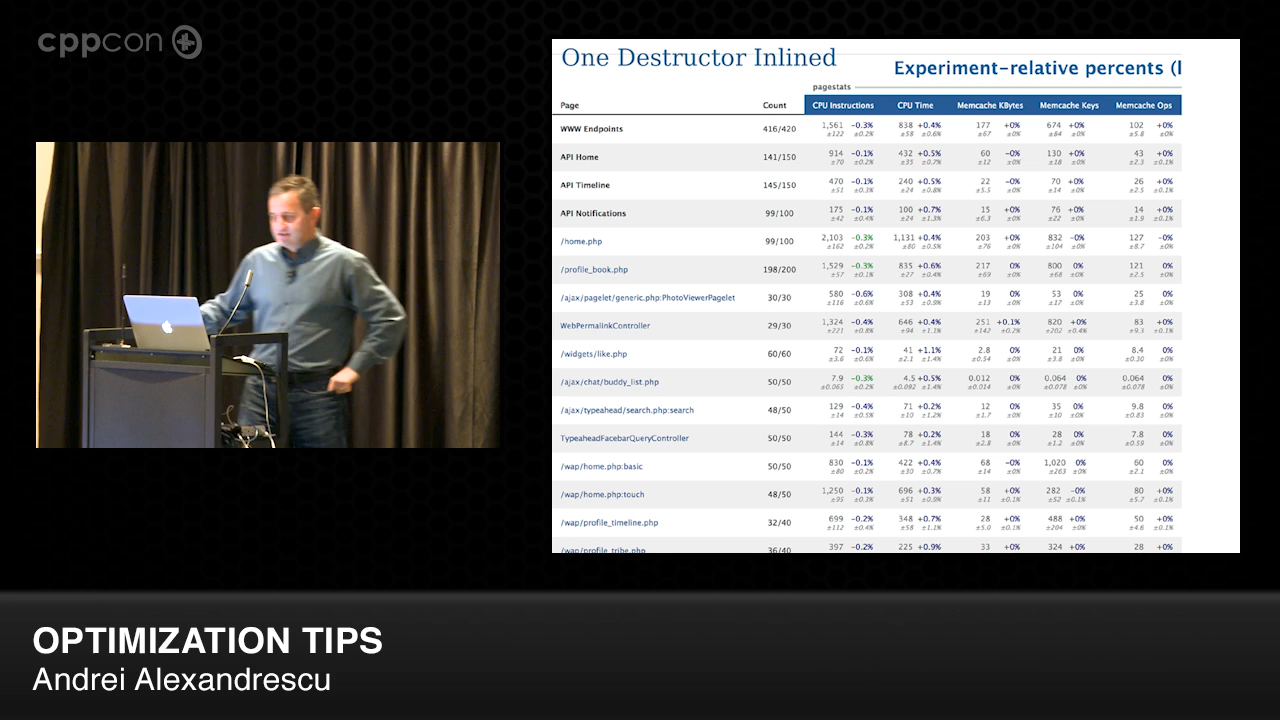 cppcon
One Destructor Inlined
Experiment-relative percents (
pagestats
Page Count CPU Instructions CPU Time Memcache KBytes Memcache Keys Memcache Ops
WWW Endpoints 416/420 1,561 -0.3% 838 +0.4% 177 +0% 674 +0% 102 +0%
±122 ±0.2% ±58 ±0.6% ±67 ±0% ±84 ±0% ±5.8 ±0%
API Home 141/150 914 -0.1% 432 +0.5% 60 -0% 130 +0% 43 +0%
±70 ±0.2% ±35 ±0.7% ±12 ±0% ±18 ±0% ±2.3 ±0.1%
API Timeline 145/150 470 -0.1% 240 +0.5% 22 -0% 70 +0% 26 +0%
±51 ±0.3% ±24 ±0.8% ±5.5 ±0% ±14 ±0% ±2.5 ±0.1%
API Notifications 99/100 175 -0.1% 100 +0.7% 15 +0% 76 +0% 14 +0%
±42 ±0.4% ±24 ±1.3% ±6.3 ±0% ±22 ±0% ±1.9 ±0.1%
/home.php 99/100 2,103 -0.3% 1,131 +0.4% 203 +0% 832 -0% 127 -0%
±162 ±0.2% ±80 ±0.5% ±76 ±0% ±104 ±0% ±8.7 ±0%
/profile_book.php 198/200 1,529 -0.3% 835 +0.6% 217 0% 800 0% 121 0%
±57 ±0.1% ±27 ±0.4% ±69 ±0% ±68 ±0% ±2.5 ±0%
/ajax/pagelet/generic.php:PhotoViewerPagelet 30/30 580 -0.6% 308 +0.4% 19 0% 53 0% 25 0%
±116 ±0.6% ±53 ±0.9% ±13 ±0% ±17 ±0% ±3.8 ±0%
WebPermalinkController 29/30 1,324 -0.4% 646 +0.4% 251 +0.1% 820 +0% 83 +0%
±221 ±0.8% ±94 ±1.1% ±142 ±0.2% ±202 ±0.4% ±9.3 ±0.1%
/widgets/like.php 60/60 72 -0.1% 41 +1.1% 2.8 0% 21 0% 8.4 0%
±3.6 ±0.6% ±2.1 ±1.4% ±0.54 ±0% ±3.8 ±0% ±0.30 ±0%
/ajax/chat/buddy_list.php 50/50 7.9 -0.3% 4.5 +0.5% 0.012 0% 0.064 0% 0.064 0%
±0.065 ±0.2% ±0.092 ±1.4% ±0.014 ±0% ±0.078 ±0% ±0.078 ±0%
/ajax/typeahead/search.php:search 48/50 129 -0.4% 71 +0.2% 12 0% 35 0% 9.8 0%
±14 ±0.5% ±10 ±1.2% ±1.7 ±0% ±10 ±0% ±0.83 ±0%
TypeaheadFacebarQueryController 50/50 144 -0.3% 78 +0.2% 18 0% 28 0% 7.8 0%
±14 ±0.8% ±8.7 ±1.4% ±2.8 ±0% ±1.2 ±0% ±0.59 ±0%
/wap/home.php:basic 50/50 830 -0.1% 422 +0.4% 68 -0% 1,020 0% 60 0%
±80 ±0.2% ±30 ±0.7% ±14 ±0% ±263 ±0% ±2.1 ±0%
/wap/home.php:touch 48/50 1,250 -0.1% 696 +0.3% 58 +0% 282 -0% 80 +0%
±95 ±0.3% ±51 ±0.9% ±11 ±0.1% ±52 ±0.1% ±5.7 ±0.1%
/wap/profile_timeline.php 32/40 699 -0.2% 348 +0.7% 28 +0% 488 +0% 50 +0%
±112 ±0.4% ±58 ±1.1% ±5.0 ±0.1% ±204 ±0% ±4.6 ±0.1%
/wap/profile_tribe.php 36/40 397 -0.2% 225 +0.9% 33 +0% 324 +0% 28 +0%
OPTIMIZATION TIPS
Andrei Alexandrescu